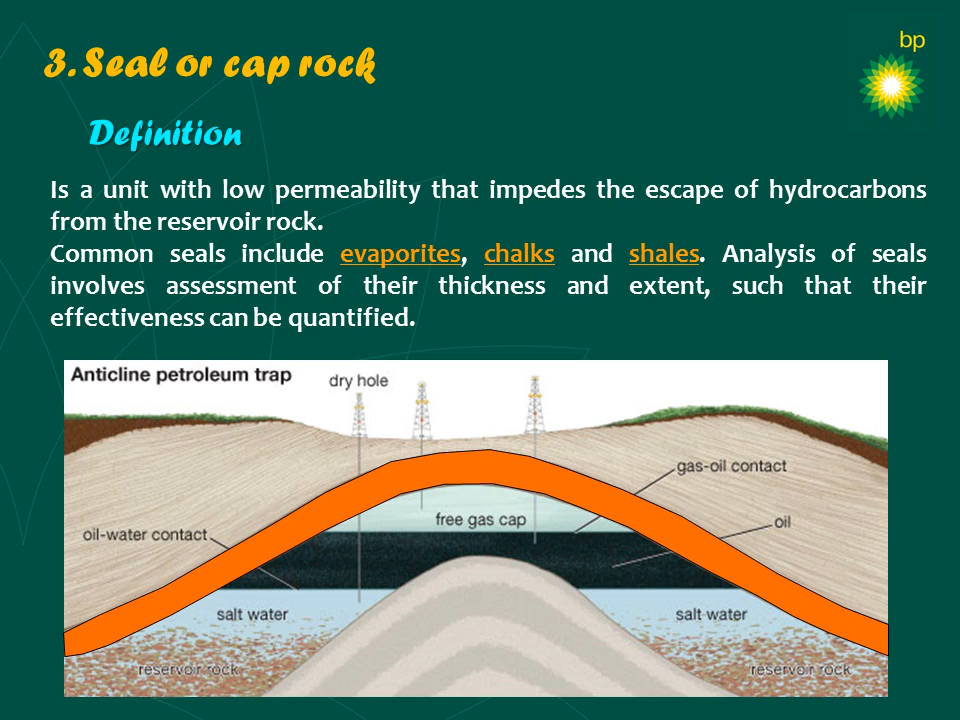 bp
3. Seal or cap rock
Definition
Is a unit with low permeability that impedes the escape of hydrocarbons
from the reservoir rock.
Common seals include evaporites, chalks and shales. Analysis of seals
involves assessment of their thickness and extent, such that their
effectiveness can be quantified.
Anticline petroleum trap
dry hole
gas-oil contact
free gas cap
oil
oil-water contact
salt water
salt water
reservoir rock
reservoir rock